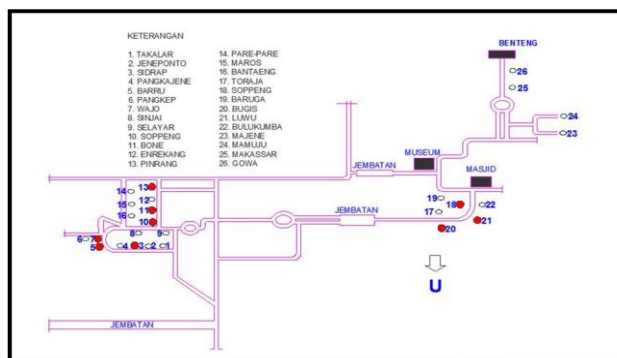 KETERANGAN
1. TAKALAR
2. JENEPONTO
3. SIDRAP
4. PANGKAJENE
5. BARRU
6. PANGKEP
7. WAJO
8. SINJAI
9. SELAYAR
10. SOPPENG
11. BONE
12. ENREKANG
13. PINRANG
14. PARE-PARE
15. MAROS
16. BANTAENG
17. TORAJA
18. SOPPENG
19. BARUGA
20. BUGIS
21. LUWU
22. BULUKUMBA
23. MAJENE
24. MAMUJU
25. MAKASSAR
26. GOWA
BENTENG
26
25
24
23
MUSEUM
JEMBATAN
MASJID
14
13
15
12
11
16
10
19
18
22
17
JEMBATAN
21
20
6
7
8
9
5
4
3
2
1
U
JEMBATAN